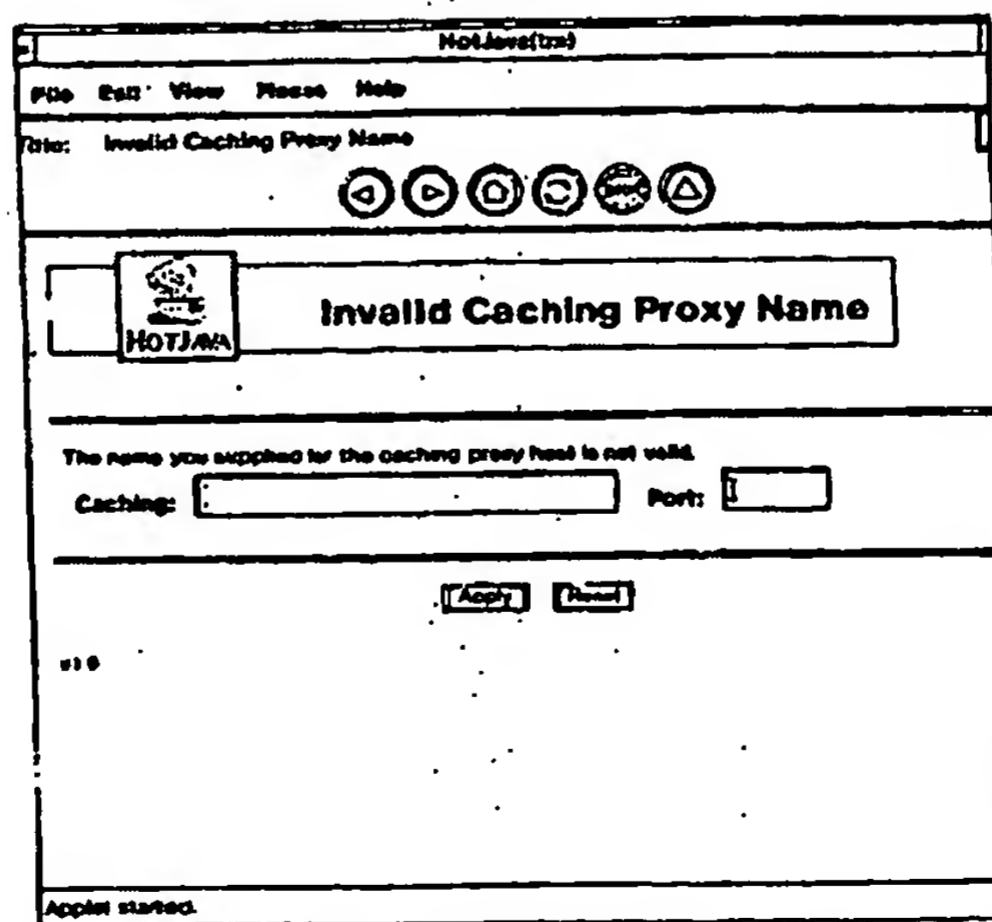 HotJava(tm)
File Edit View Places Help
Title: Invalid Caching Proxy Name
HOTJAVA
Invalid Caching Proxy Name
The name you supplied for the caching proxy host is not valid.
Caching: Port:
Apply Reset
Applet started.